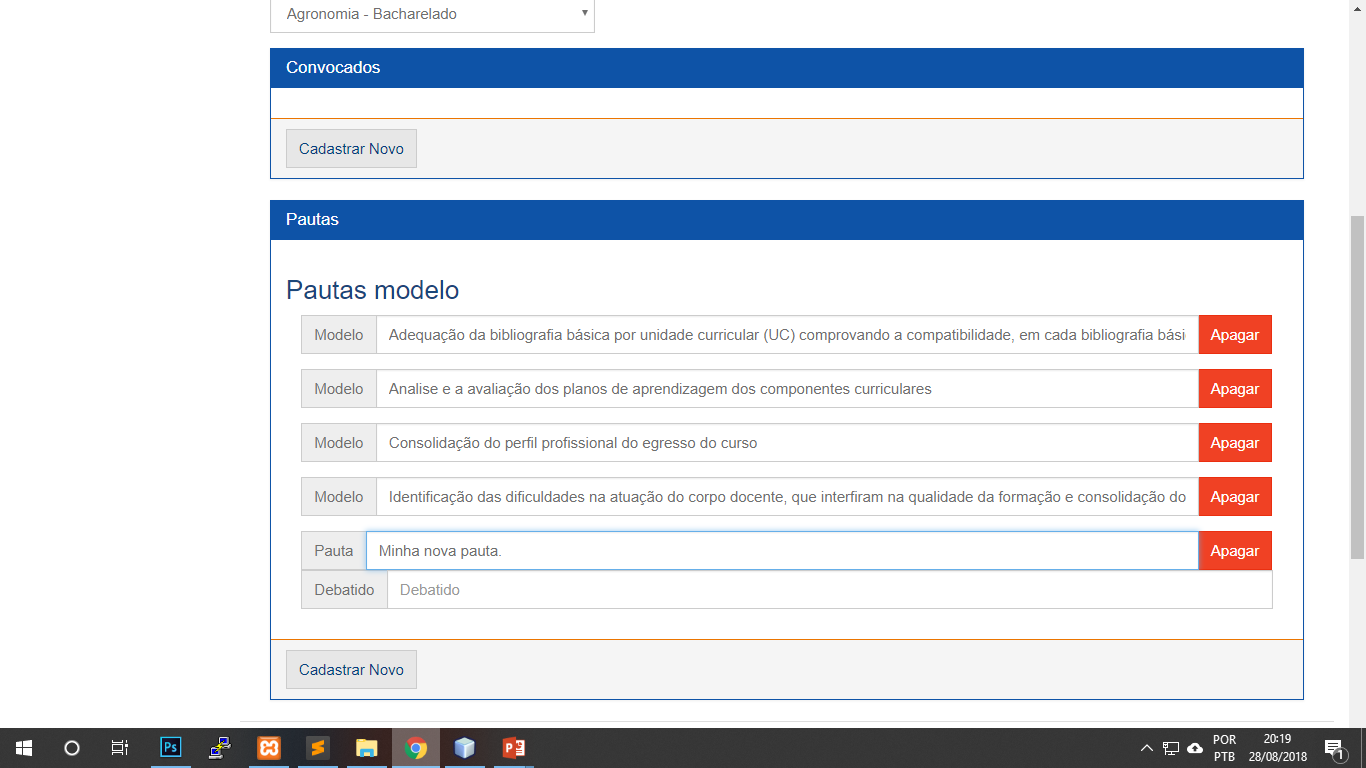 Agronomia - Bacharelado
Convocados
Cadastrar Novo
Pautas
Pautas modelo
Modelo Adequação da bibliografia básica por unidade curricular (UC) comprovando a compatibilidade, em cada bibliografia bási Apagar
Modelo Analise e a avaliação dos planos de aprendizagem dos componentes curriculares Apagar
Modelo Consolidação do perfil profissional do egresso do curso Apagar
Modelo Identificação das dificuldades na atuação do corpo docente, que interfiram na qualidade da formação e consolidação do Apagar
Pauta Minha nova pauta. Apagar
Debatido Debatido
Cadastrar Novo
Ps
POR 20:19
PTB 28/08/2018
1